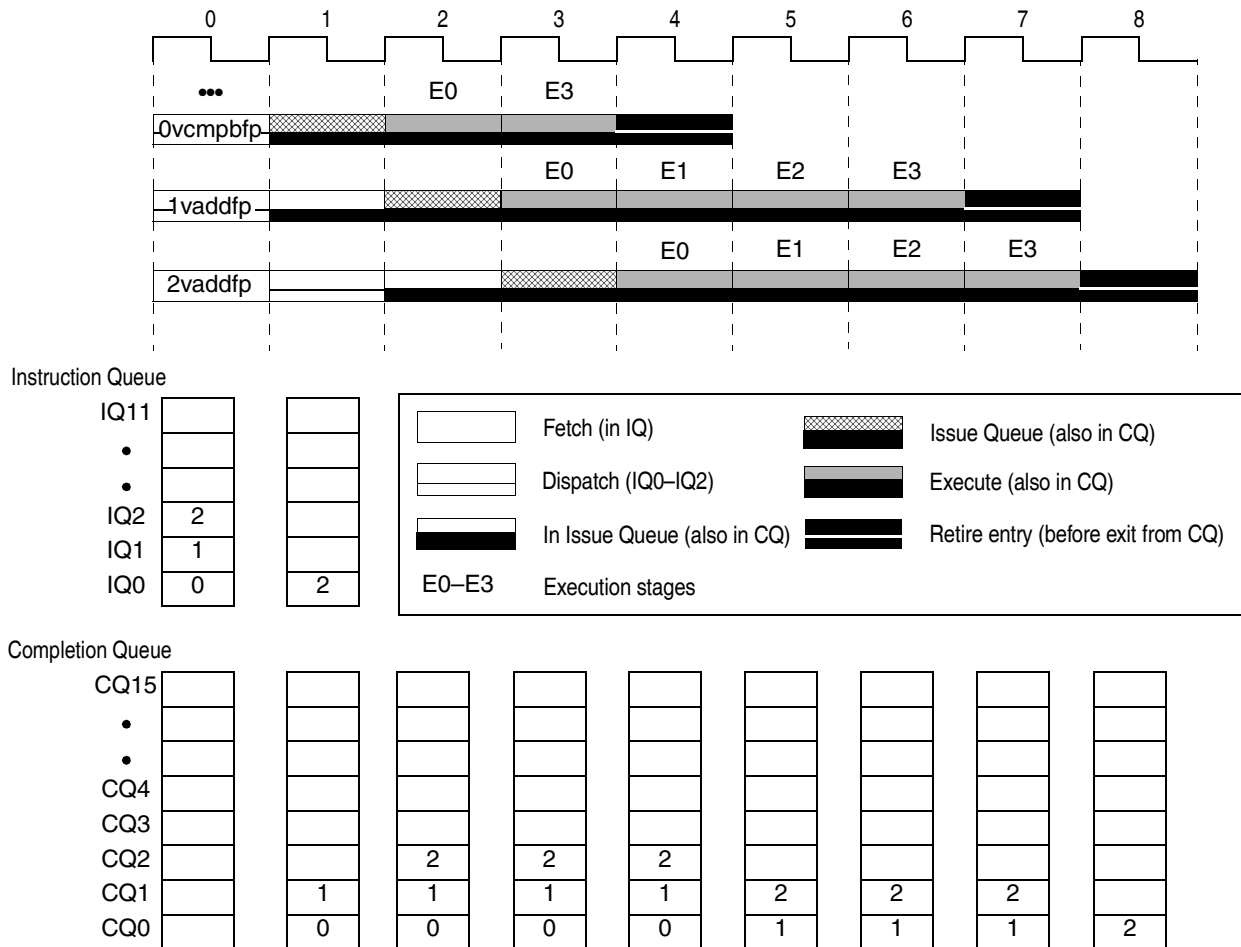 0 1 2 3 4 5 6 7 8
••• E0 E3
0vcmpbfp
E0 E1 E2 E3
1vaddfp
E0 E1 E2 E3
2vaddfp
Instruction Queue
IQ11
•
•
IQ2 2
IQ1 1
IQ0 0 2
Fetch (in IQ)
Dispatch (IQ0–IQ2)
In Issue Queue (also in CQ)
E0–E3 Execution stages
Issue Queue (also in CQ)
Execute (also in CQ)
Retire entry (before exit from CQ)
Completion Queue
CQ15
•
•
CQ4
CQ3
CQ2 2 2 2
CQ1 1 1 1 1 2 2 2
CQ0 0 0 0 0 1 1 1 2